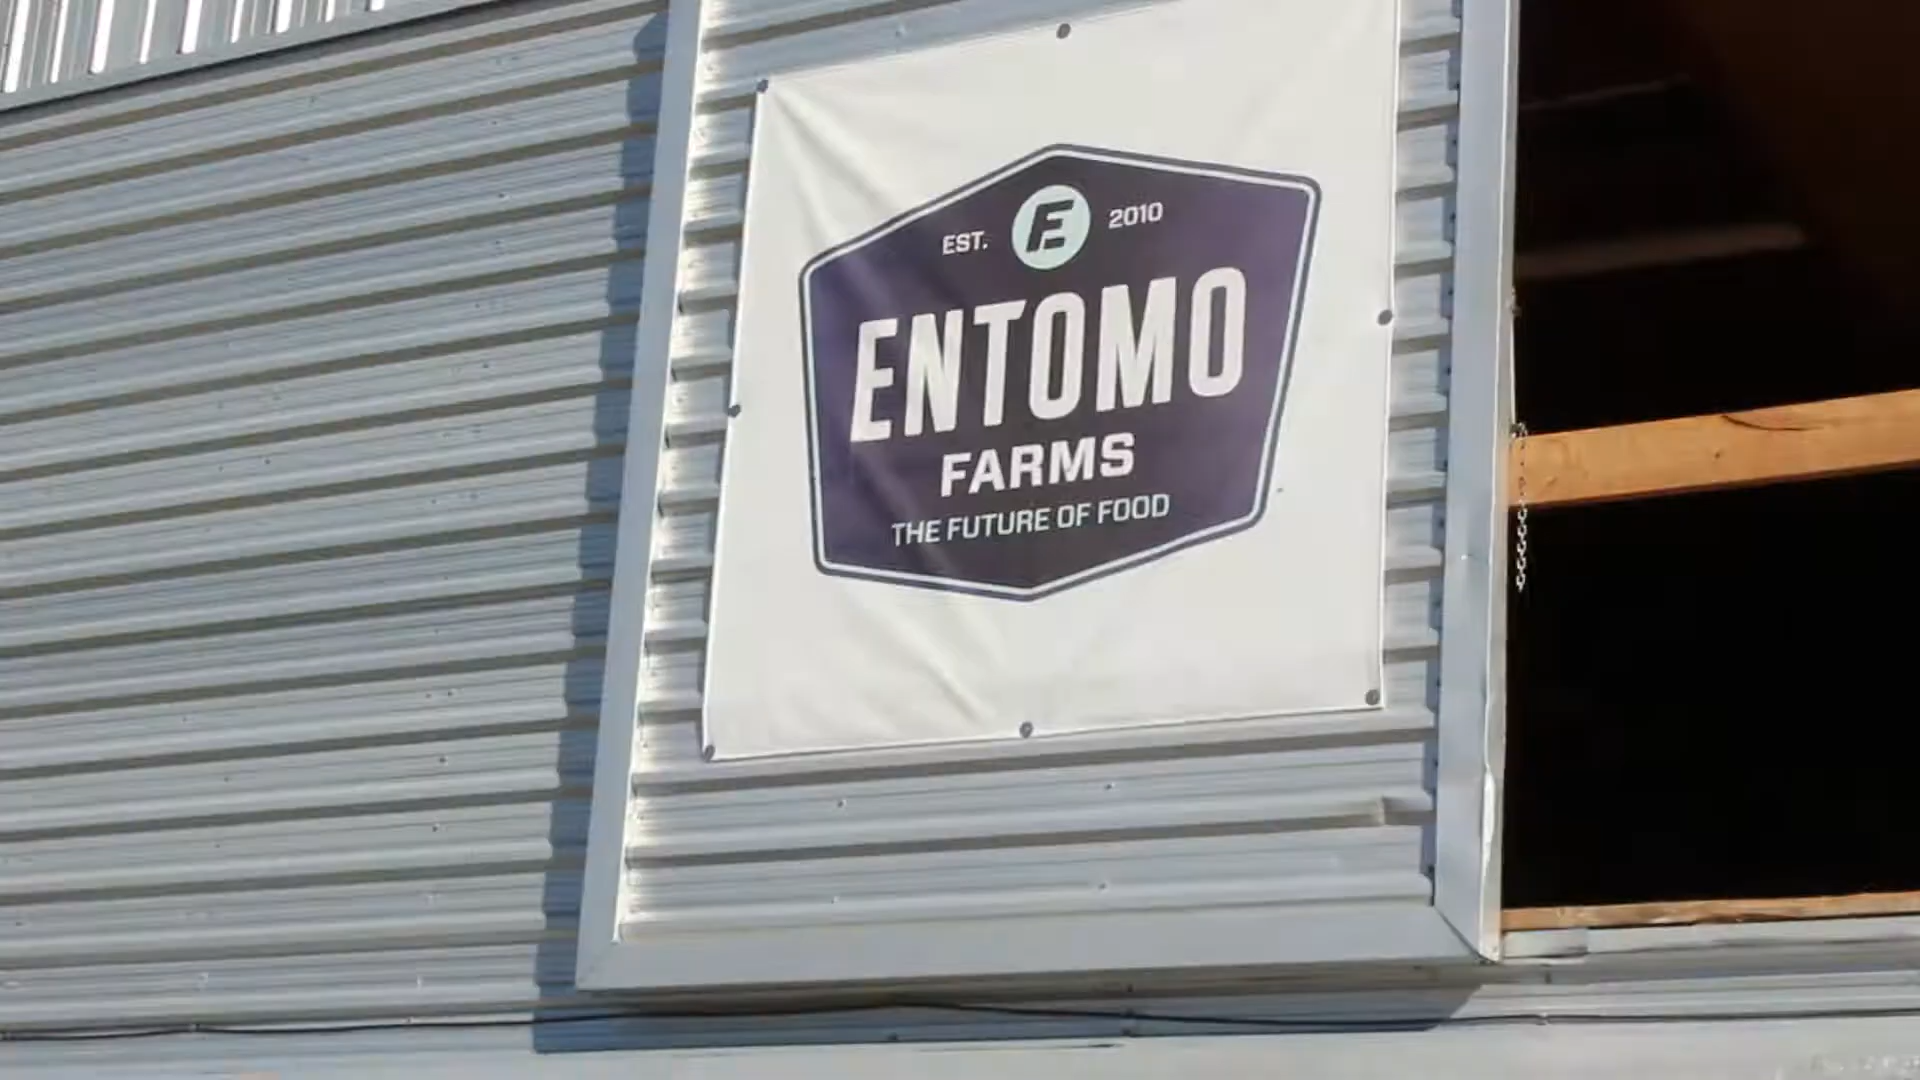 EST. E 2010
ENTOMO
FARMS
THE FUTURE OF FOOD